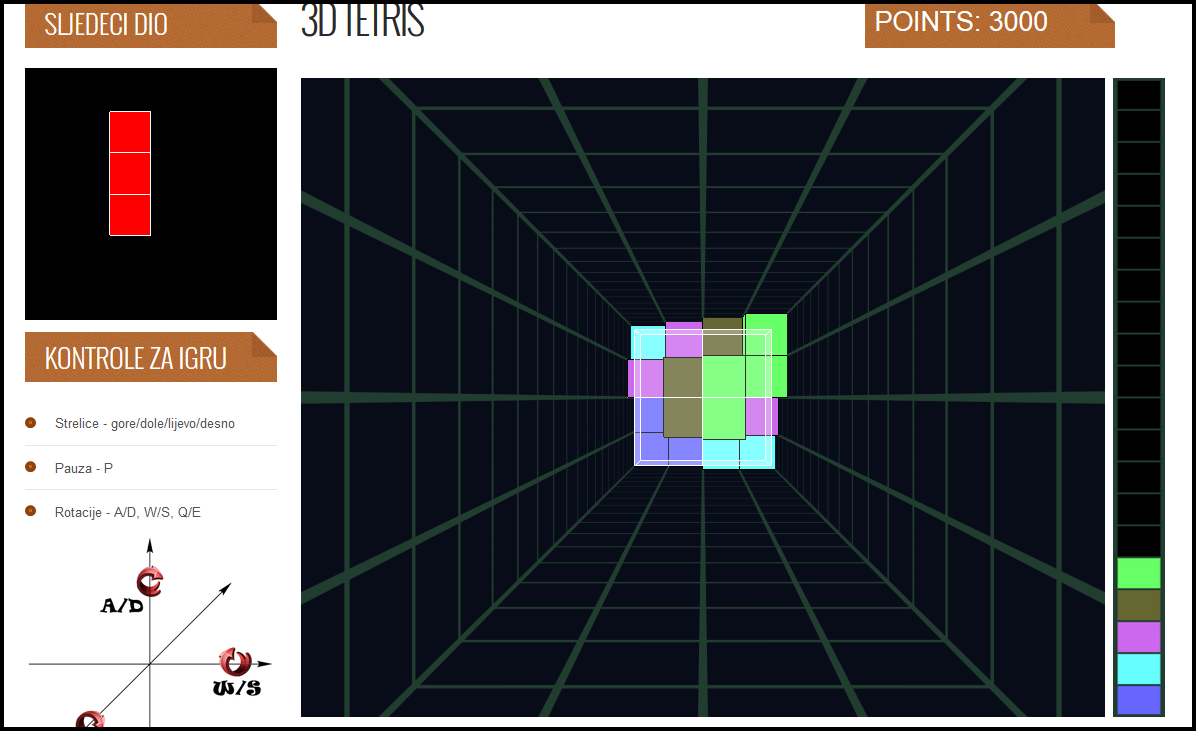 SLJEDECI DIO
3D TETRIS
POINTS: 3000
KONTROLE ZA IGRU
Strelice - gore/dole/lijevo/desno
Pauza - P
Rotacije - A/D, W/S, Q/E
A/D
W/S